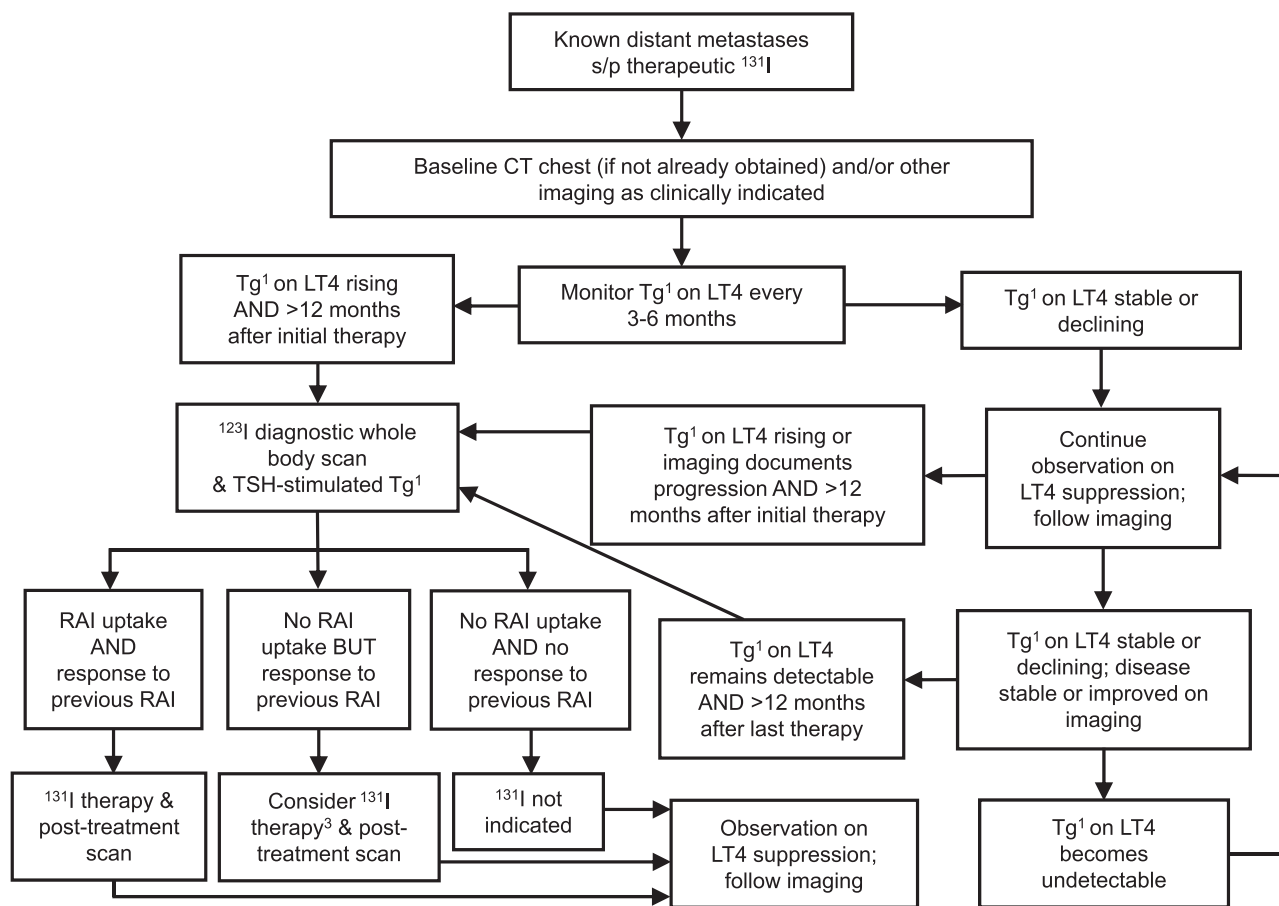 Known distant metastases
s/p therapeutic ¹³¹I
Baseline CT chest (if not already obtained) and/or other
imaging as clinically indicated
Tg¹ on LT4 rising
AND >12 months
after initial therapy
Monitor Tg¹ on LT4 every
3-6 months
Tg¹ on LT4 stable or
declining
¹²³I diagnostic whole
body scan
& TSH-stimulated Tg¹
Tg¹ on LT4 rising or
imaging documents
progression AND >12
months after initial therapy
Continue
observation on
LT4 suppression;
follow imaging
RAI uptake
AND
response to
previous RAI
No RAI
uptake BUT
response to
previous RAI
No RAI uptake
AND no
response to
previous RAI
Tg¹ on LT4
remains detectable
AND >12 months
after last therapy
Tg¹ on LT4 stable or
declining; disease
stable or improved on
imaging
¹³¹I therapy &
post-treatment
scan
Consider ¹³¹I
therapy³ & post-
treatment scan
¹³¹I not
indicated
Observation on
LT4 suppression;
follow imaging
Tg¹ on LT4
becomes
undetectable